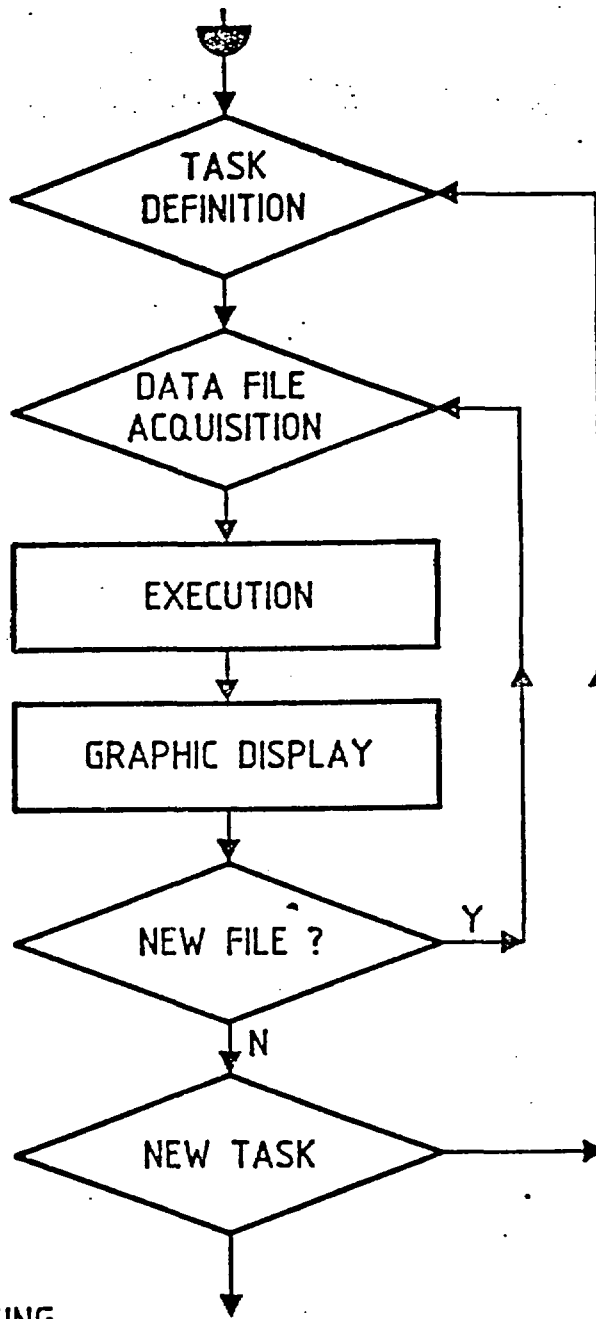 TASK
DEFINITION
DATA FILE
ACQUISITION
EXECUTION
GRAPHIC DISPLAY
NEW FILE ?
Y
N
NEW TASK